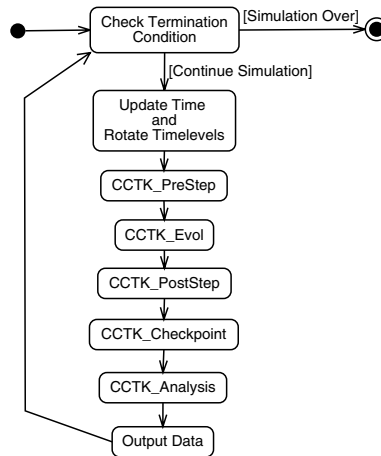 Check Termination
Condition
[Simulation Over]
[Continue Simulation]
Update Time
and
Rotate Timelevels
CCTK_PreStep
CCTK_Evol
CCTK_PostStep
CCTK_Checkpoint
CCTK_Analysis
Output Data